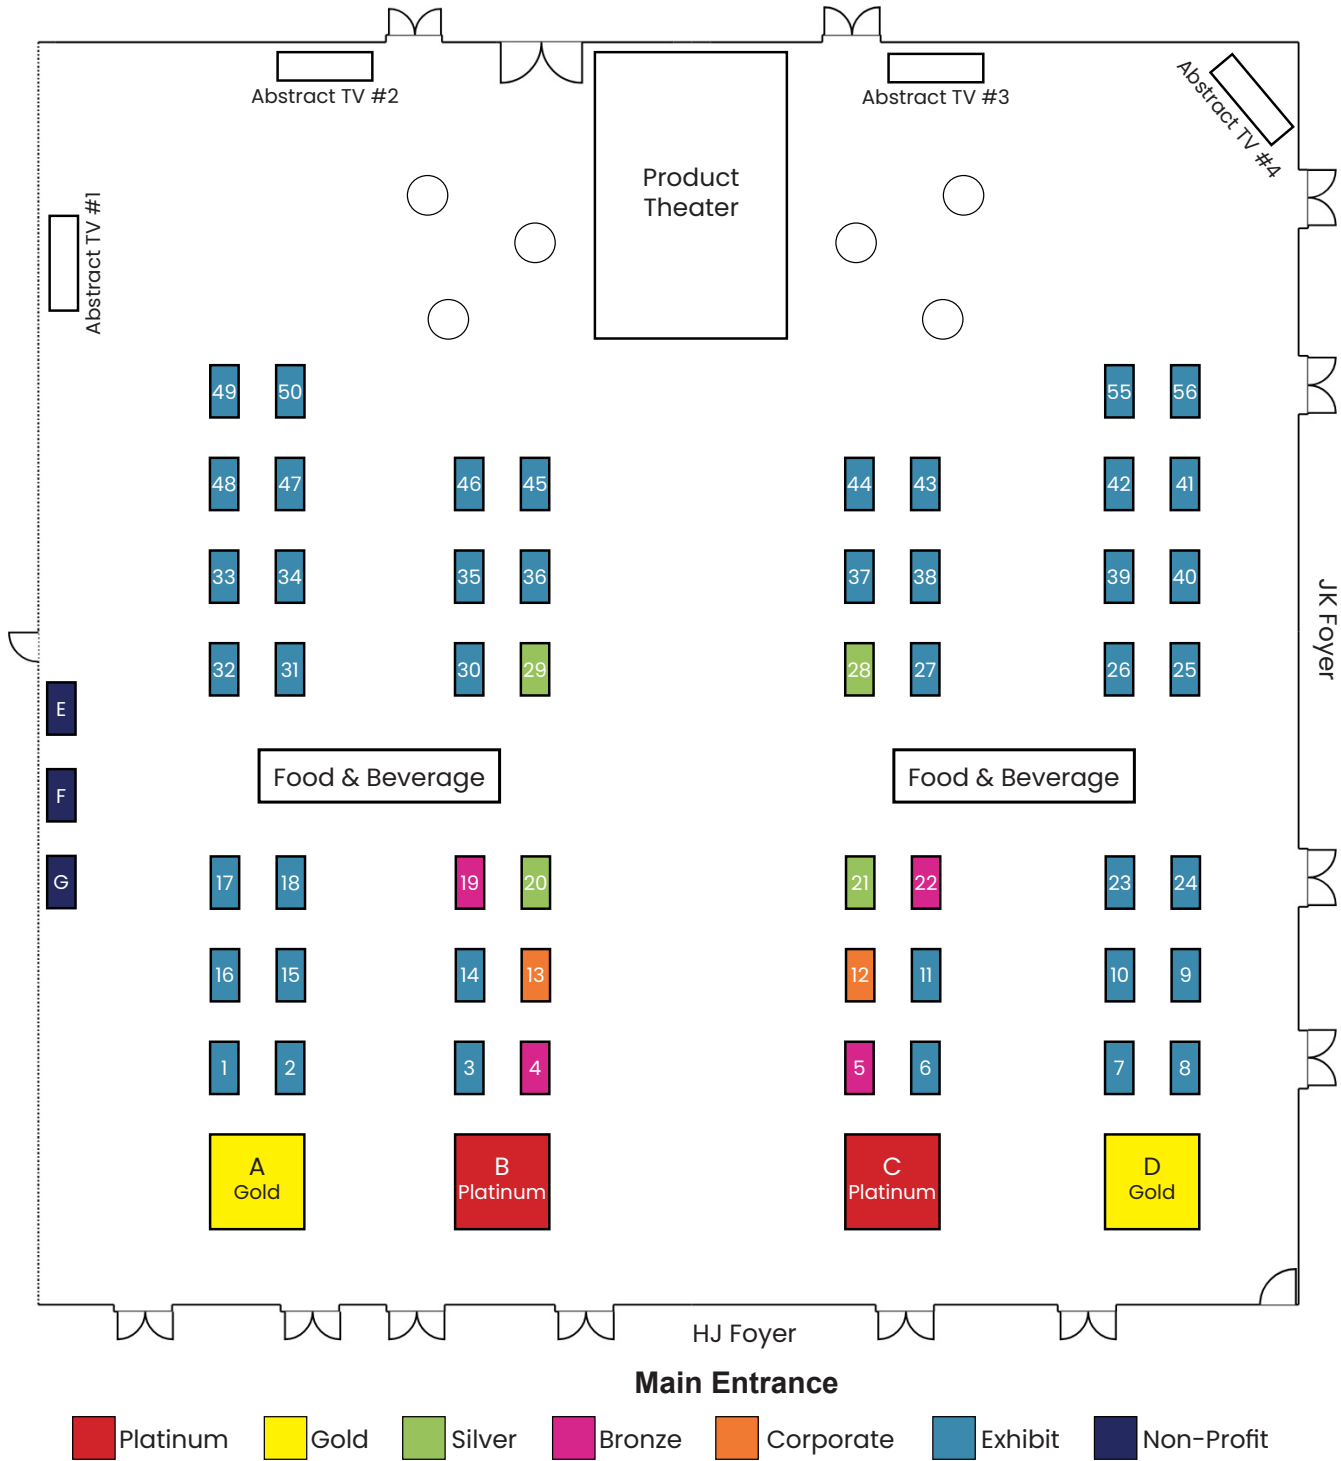 Abstract TV #2
Abstract TV #3
Abstract TV #4
Product
Theater
Abstract TV #1
49 50 55 56
48 47 46 45 44 43 42 41
33 34 35 36 37 38 39 40
JK Foyer
32 31 30 29 28 27 26 25
E
Food & Beverage Food & Beverage
F
17 18 19 20 21 22 23 24
G
16 15 14 13 12 11 10 9
1 2 3 4 5 6 7 8
A B C D
Gold Platinum Platinum Gold
HJ Foyer
Main Entrance
Platinum Gold Silver Bronze Corporate Exhibit Non-Profit